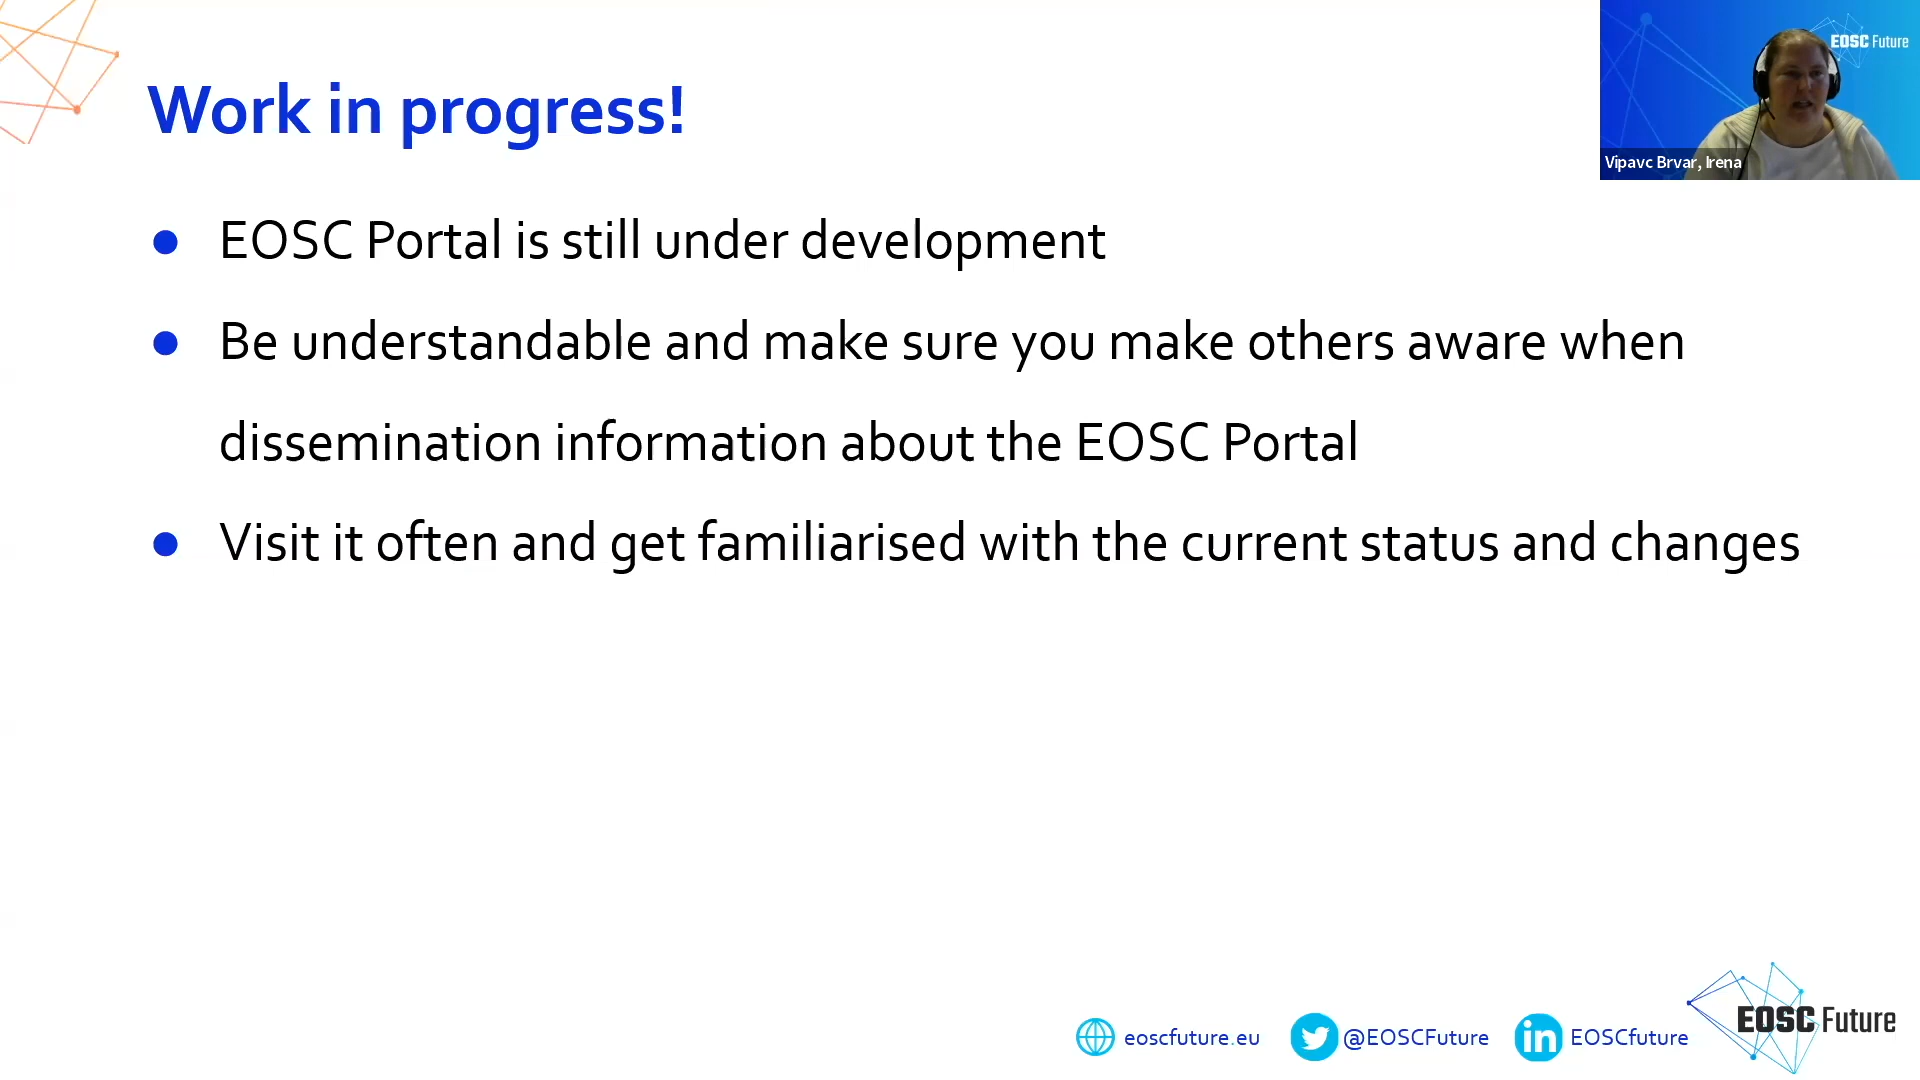 Work in progress!
EOSC Future
Vipavc Brvar, Irena
EOSC Portal is still under development
Be understandable and make sure you make others aware when
dissemination information about the EOSC Portal
Visit it often and get familiarised with the current status and changes
eoscfuture.eu
@EOSCFuture
EOSCfuture
EOSC Future